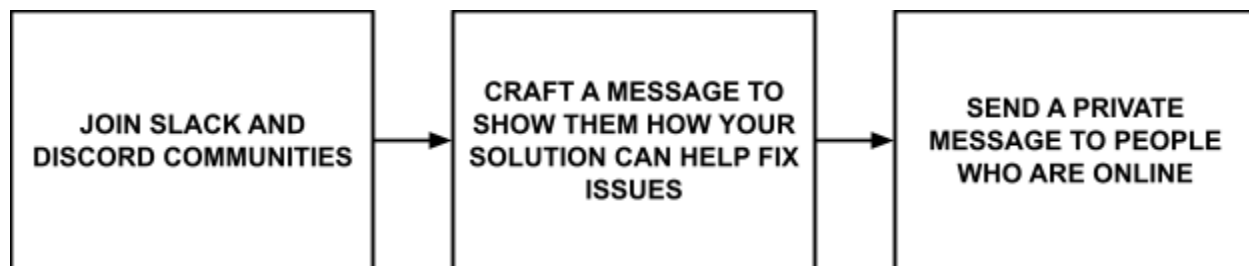 JOIN SLACK AND
DISCORD COMMUNITIES
CRAFT A MESSAGE TO
SHOW THEM HOW YOUR
SOLUTION CAN HELP FIX
ISSUES
SEND A PRIVATE
MESSAGE TO PEOPLE
WHO ARE ONLINE